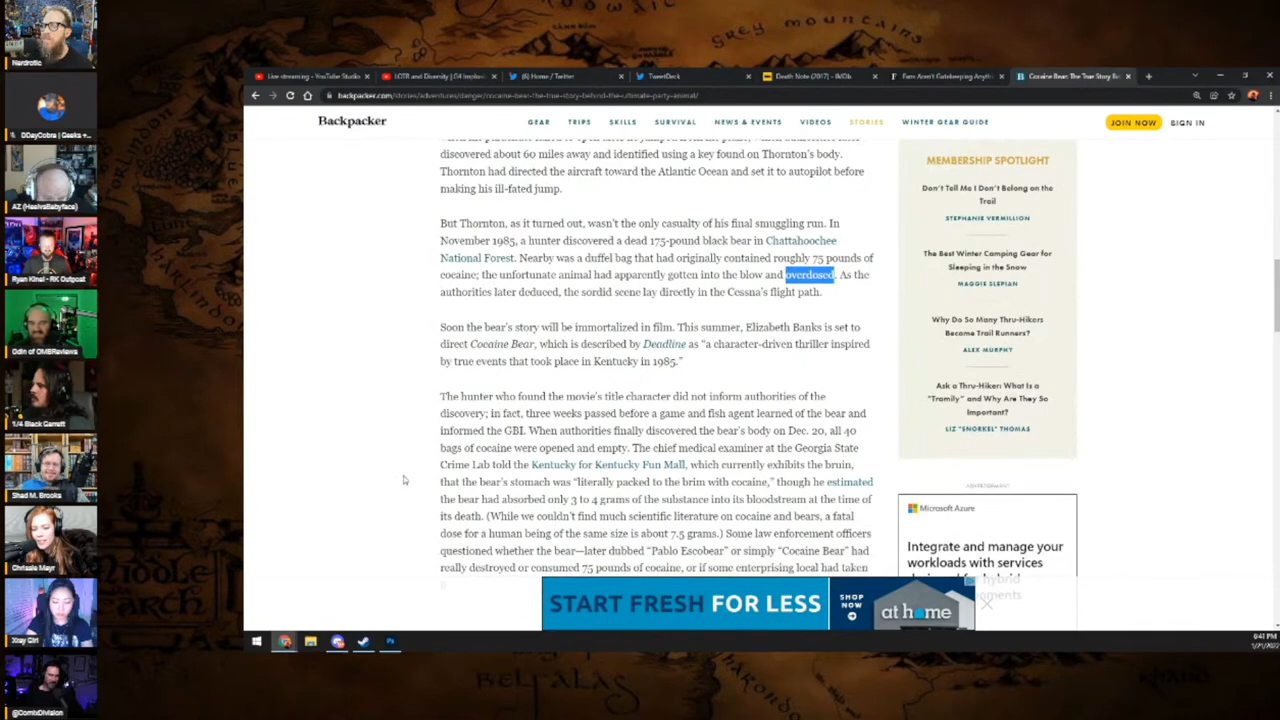 GREY MOUNTAINS
Nerdrotic
DDayCobra | Geeks +...
AZ (HeelvsBabyface)
Ryan Kinel - RK Outpost
Odin of OMBReviews
1/4 Black Garrett
Shad M. Brooks
Chrissie Mayr
Xray Girl
@ComixDivision
Live streaming - YouTube Studio
LOTR and Diversity | G4 Implosi
(6) Home / Twitter
TweetDeck
Death Note (2017) - IMDb
Fans Aren't Gatekeeping Anythi
Cocaine Bear: The True Story Be
backpacker.com/stories/adventures/danger/cocaine-bear-the-true-story-behind-the-ultimate-party-animal/
Backpacker
GEAR TRIPS SKILLS SURVIVAL NEWS & EVENTS VIDEOS STORIES WINTER GEAR GUIDE
JOIN NOW SIGN IN
discovered about 60 miles away and identified using a key found on Thornton's body.
Thornton had directed the aircraft toward the Atlantic Ocean and set it to autopilot before
making his ill-fated jump.
But Thornton, as it turned out, wasn't the only casualty of his final smuggling run. In
November 1985, a hunter discovered a dead 175-pound black bear in Chattahoochee
National Forest. Nearby was a duffel bag that had originally contained roughly 75 pounds of
cocaine; the unfortunate animal had apparently gotten into the blow and overdosed. As the
authorities later deduced, the sordid scene lay directly in the Cessna's flight path.
Soon the bear's story will be immortalized in film. This summer, Elizabeth Banks is set to
direct Cocaine Bear, which is described by Deadline as "a character-driven thriller inspired
by true events that took place in Kentucky in 1985."
The hunter who found the movie's title character did not inform authorities of the
discovery; in fact, three weeks passed before a game and fish agent learned of the bear and
informed the GBI. When authorities finally discovered the bear's body on Dec. 20, all 40
bags of cocaine were opened and empty. The chief medical examiner at the Georgia State
Crime Lab told the Kentucky for Kentucky Fun Mall, which currently exhibits the bruin,
that the bear's stomach was "literally packed to the brim with cocaine," though he estimated
the bear had absorbed only 3 to 4 grams of the substance into its bloodstream at the time of
its death. (While we couldn't find much scientific literature on cocaine and bears, a fatal
dose for a human being of the same size is about 7.5 grams.) Some law enforcement officers
questioned whether the bear—later dubbed "Pablo Escobear" or simply "Cocaine Bear" had
really destroyed or consumed 75 pounds of cocaine, or if some enterprising local had taken
MEMBERSHIP SPOTLIGHT
Don't Tell Me I Don't Belong on the
Trail
STEPHANIE VERMILLION
The Best Winter Camping Gear for
Sleeping in the Snow
MAGGIE SLEPIAN
Why Do So Many Thru-Hikers
Become Trail Runners?
ALEX MURPHY
Ask a Thru-Hiker: What Is a
"Tramily" and Why Are They So
Important?
LIZ "SNORKEL" THOMAS
ADVERTISEMENT
Microsoft Azure
Integrate and manage your
workloads with services
moments
START FRESH FOR LESS
SHOP
NOW
at home
6:41 PM
1/21/2022
MIDDLE
EARTH
BELFALAS